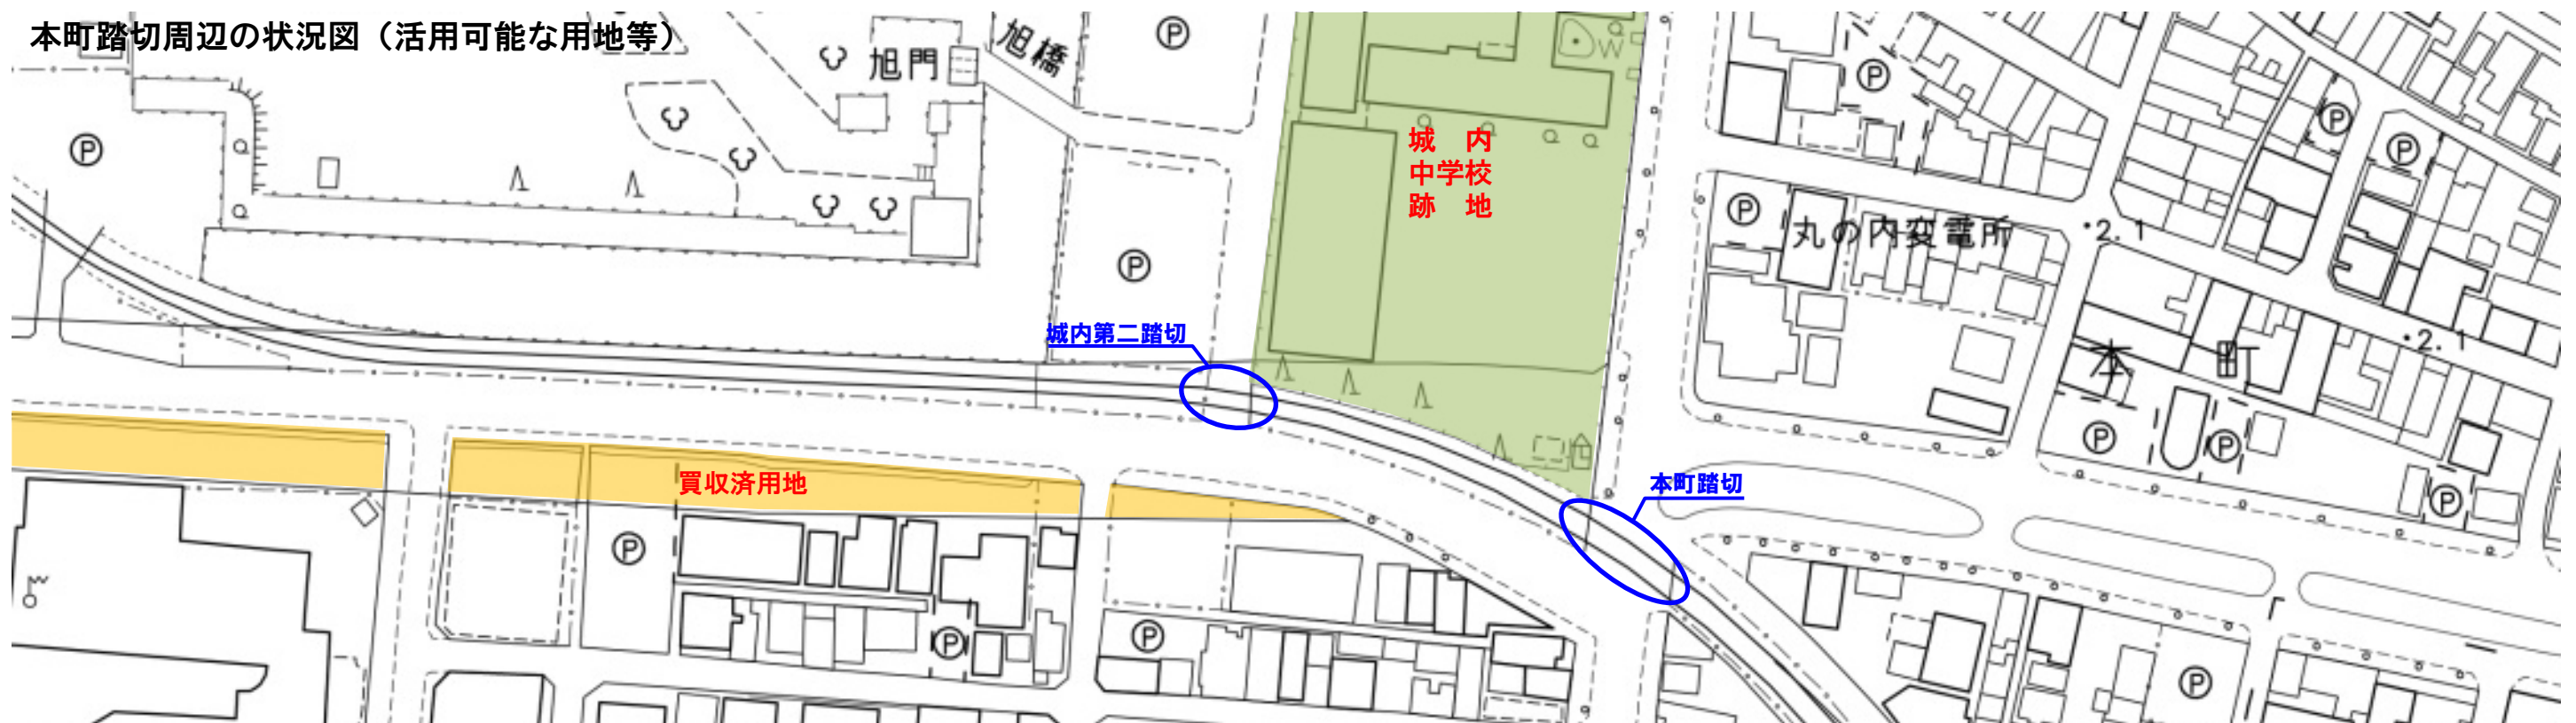 本町踏切周辺の状況図（活用可能な用地等）
旭門
旭橋
Ⓟ
Ⓟ
Ⓟ
Ⓟ
W
城　内
中学校
跡　地
Ⓟ
Ⓟ
Ⓟ
Ⓟ
丸の内変電所
・2.1
・2.1
城内第二踏切
本町
Ⓟ
Ⓟ
Ⓟ
買収済用地
本町踏切
Ⓟ
Ⓟ
Ⓟ
Ⓟ